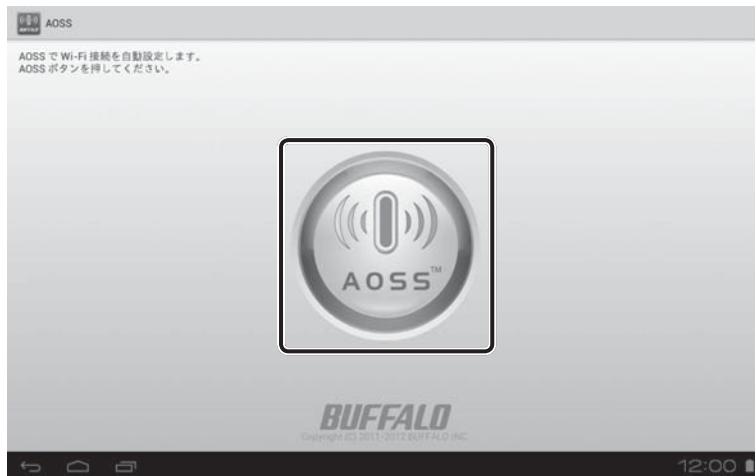 AOSS
AOSS で Wi-Fi 接続を自動設定します。
AOSS ボタンを押してください。
AOSS™
BUFFALO
Copyright (C) 2011-2012 BUFFALO INC.
12:00